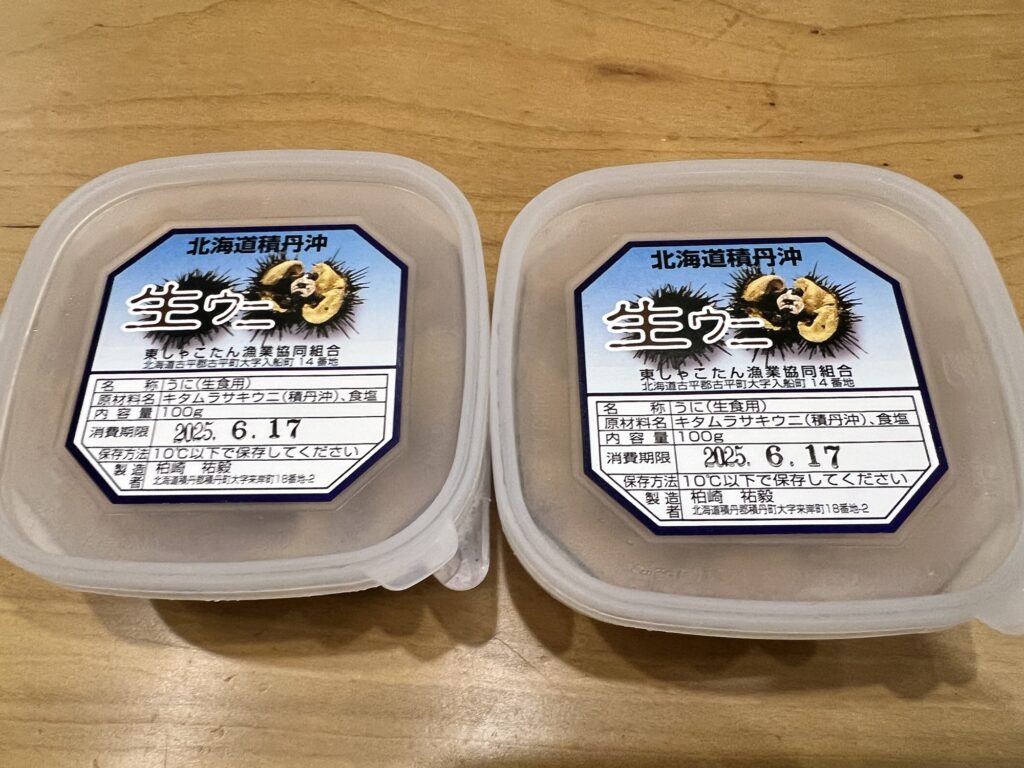 北海道積丹沖
生ウニ
東しゃこたん漁業協同組合
北海道古平郡古平町大字入船町14番地
名称 うに(生食用)
原材料名 キタムラサキウニ(積丹沖)、食塩
内容量 100g
消費期限 2025. 6.17
保存方法 10℃以下で保存してください
製造者 柏崎 祐毅
北海道積丹郡積丹町大字来岸町18番地-2
北海道積丹沖
生ウニ
東しゃこたん漁業協同組合
北海道古平郡古平町大字入船町14番地
名称 うに(生食用)
原材料名 キタムラサキウニ(積丹沖)、食塩
内容量 100g
消費期限 2025. 6.17
保存方法 10℃以下で保存してください
製造者 柏崎 祐毅
北海道積丹郡積丹町大字来岸町18番地-2